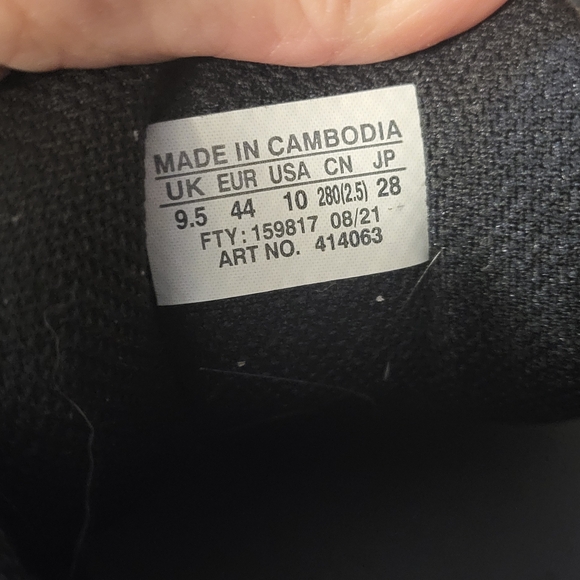 MADE IN CAMBODIA
UK EUR USA CN JP
9.5 44 10 280(2.5) 28
FTY: 159817 08/21
ART NO. 414063